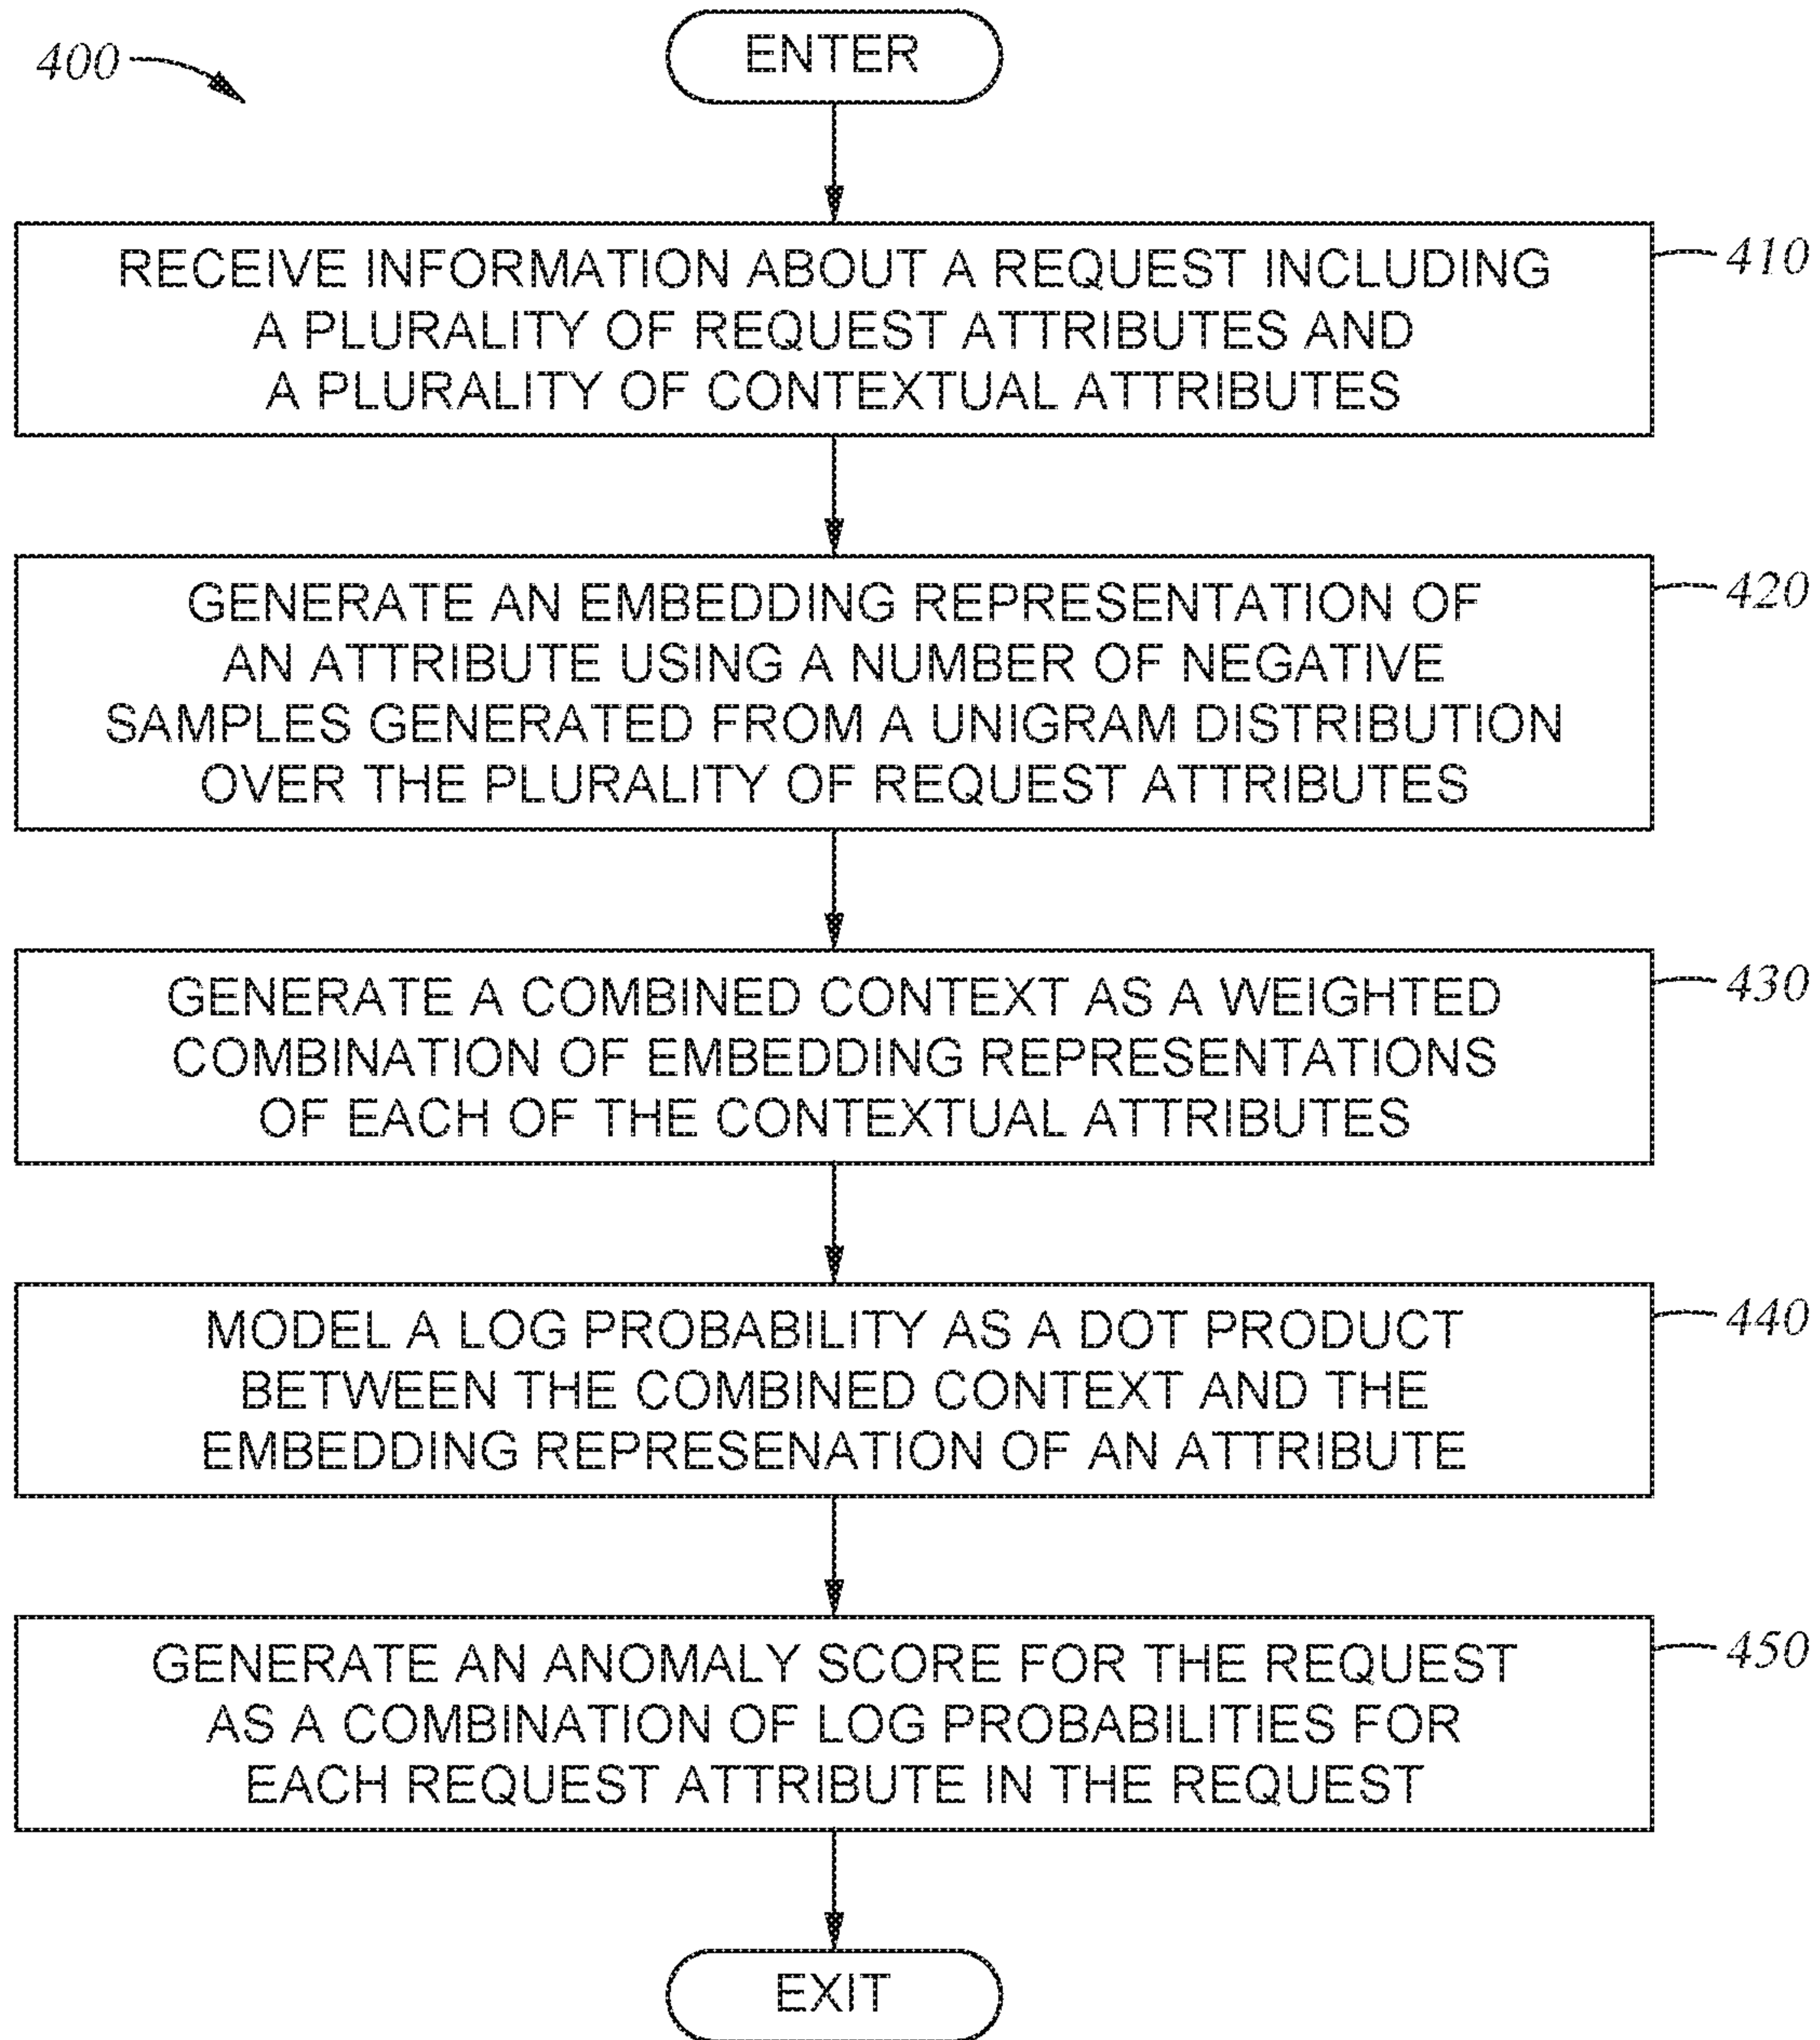 400
ENTER
RECEIVE INFORMATION ABOUT A REQUEST INCLUDING
A PLURALITY OF REQUEST ATTRIBUTES AND
A PLURALITY OF CONTEXTUAL ATTRIBUTES
410
GENERATE AN EMBEDDING REPRESENTATION OF
AN ATTRIBUTE USING A NUMBER OF NEGATIVE
SAMPLES GENERATED FROM A UNIGRAM DISTRIBUTION
OVER THE PLURALITY OF REQUEST ATTRIBUTES
420
GENERATE A COMBINED CONTEXT AS A WEIGHTED
COMBINATION OF EMBEDDING REPRESENTATIONS
OF EACH OF THE CONTEXTUAL ATTRIBUTES
430
MODEL A LOG PROBABILITY AS A DOT PRODUCT
BETWEEN THE COMBINED CONTEXT AND THE
EMBEDDING REPRESENATION OF AN ATTRIBUTE
440
GENERATE AN ANOMALY SCORE FOR THE REQUEST
AS A COMBINATION OF LOG PROBABILITIES FOR
EACH REQUEST ATTRIBUTE IN THE REQUEST
450
EXIT